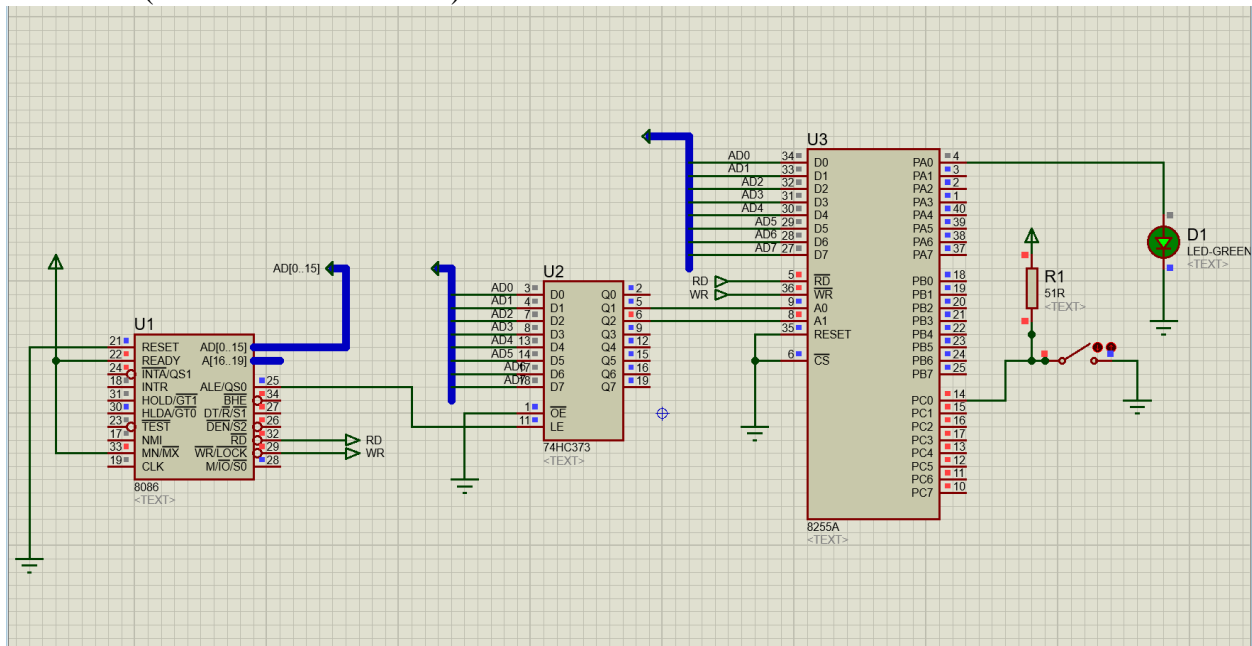 U1
21 RESET
22 READY
24 INTA/QS1
18 INTR
31 HOLD/GT1
30 HLDA/GT0
23 TEST
17 NMI
33 MN/MX
19 CLK
AD[0..15]
A[16..19]
ALE/QS0 25
BHE 34
DT/R/S1 27
DEN/S2 26
RD 32
WR/LOCK 29
M/IO/S0 28
8086
<TEXT>
AD[0..15]
RD
WR
U2
AD0 3 D0
AD1 4 D1
AD2 7 D2
AD3 8 D3
AD4 13 D4
AD5 14 D5
AD6 17 D6
AD7 18 D7
1 OE
11 LE
Q0 2
Q1 5
Q2 6
Q3 9
Q4 12
Q5 15
Q6 16
Q7 19
74HC373
<TEXT>
U3
AD0 34 D0
AD1 33 D1
AD2 32 D2
AD3 31 D3
AD4 30 D4
AD5 29 D5
AD6 28 D6
AD7 27 D7
RD 5 RD
WR 36 WR
9 A0
8 A1
35 RESET
6 CS
PA0 4
PA1 3
PA2 2
PA3 1
PA4 40
PA5 39
PA6 38
PA7 37
PB0 18
PB1 19
PB2 20
PB3 21
PB4 22
PB5 23
PB6 24
PB7 25
PC0 14
PC1 15
PC2 16
PC3 17
PC4 13
PC5 12
PC6 11
PC7 10
8255A
<TEXT>
R1
51R
<TEXT>
D1
LED-GREEN
<TEXT>